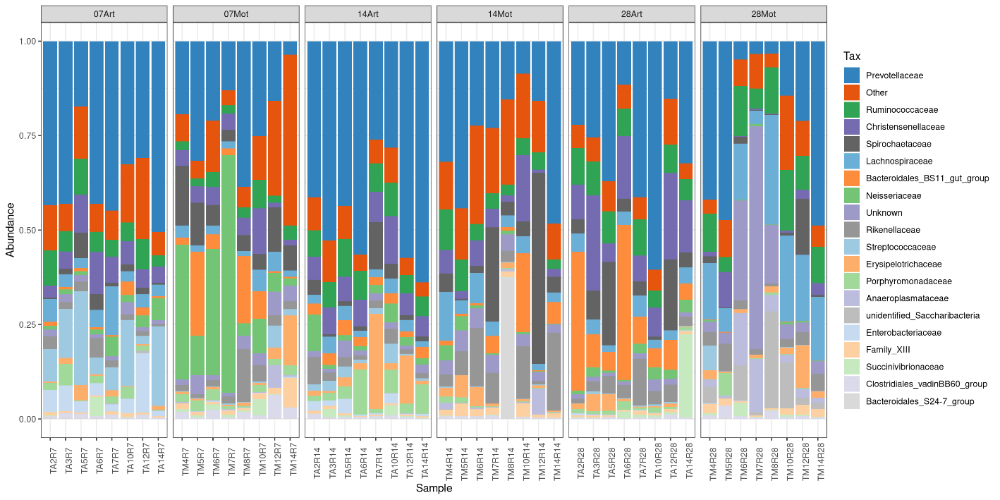 07Art 07Mot 14Art 14Mot 28Art 28Mot
Abundance
1.00
0.75
0.50
0.25
0.00
TA2R7 TA3R7 TA5R7 TA6R7 TA7R7 TA10R7 TA12R7 TA14R7
TM4R7 TM5R7 TM6R7 TM7R7 TM8R7 TM10R7 TM12R7 TM14R7
TA2R14 TA3R14 TA5R14 TA6R14 TA7R14 TA10R14 TA12R14 TA14R14
TM4R14 TM5R14 TM6R14 TM7R14 TM8R14 TM10R14 TM12R14 TM14R14
TA2R28 TA3R28 TA5R28 TA6R28 TA7R28 TA10R28 TA12R28 TA14R28
TM4R28 TM5R28 TM6R28 TM7R28 TM8R28 TM10R28 TM12R28 TM14R28
Sample
Tax
Prevotellaceae
Other
Ruminococcaceae
Christensenellaceae
Spirochaetaceae
Lachnospiraceae
Bacteroidales_BS11_gut_group
Neisseriaceae
Unknown
Rikenellaceae
Streptococcaceae
Erysipelotrichaceae
Porphyromonadaceae
Anaeroplasmataceae
unidentified_Saccharibacteria
Enterobacteriaceae
Family_XIII
Succinivibrionaceae
Clostridiales_vadinBB60_group
Bacteroidales_S24-7_group